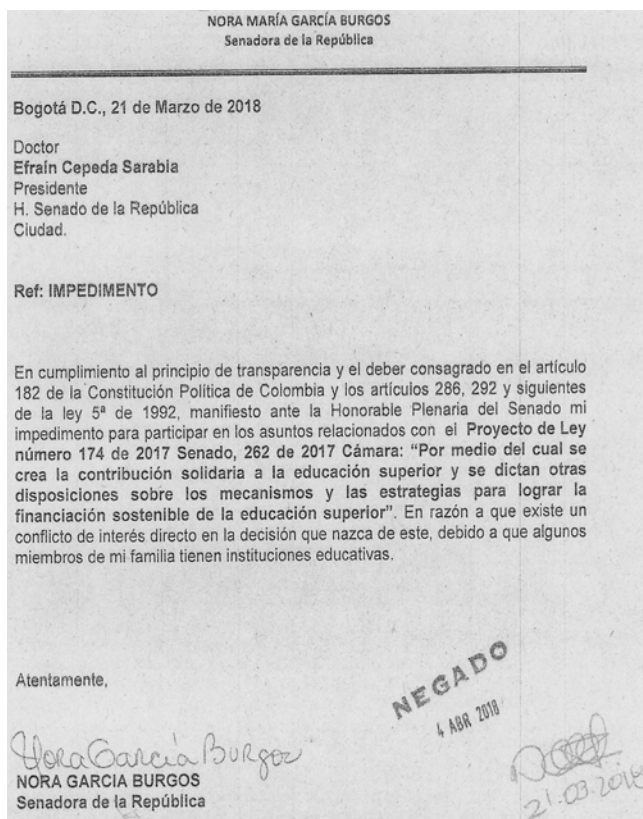 NORA MARÍA GARCÍA BURGOS
Senadora de la República
Bogotá D.C., 21 de Marzo de 2018
Doctor
Efraín Cepeda Sarabia
Presidente
H. Senado de la República
Ciudad.
Ref: IMPEDIMENTO
En cumplimiento al principio de transparencia y el deber consagrado en el artículo
182 de la Constitución Política de Colombia y los artículos 286, 292 y siguientes
de la ley 5ª de 1992, manifiesto ante la Honorable Plenaria del Senado mi
impedimento para participar en los asuntos relacionados con el Proyecto de Ley
número 174 de 2017 Senado, 262 de 2017 Cámara: “Por medio del cual se
crea la contribución solidaria a la educación superior y se dictan otras
disposiciones sobre los mecanismos y las estrategias para lograr la
financiación sostenible de la educación superior”. En razón a que existe un
conflicto de interés directo en la decisión que nazca de este, debido a que algunos
miembros de mi familia tienen instituciones educativas.
Atentamente,
NEGADO
4 ABR 2018
Nora García Burgos
NORA GARCIA BURGOS
Senadora de la República
21.03.2018